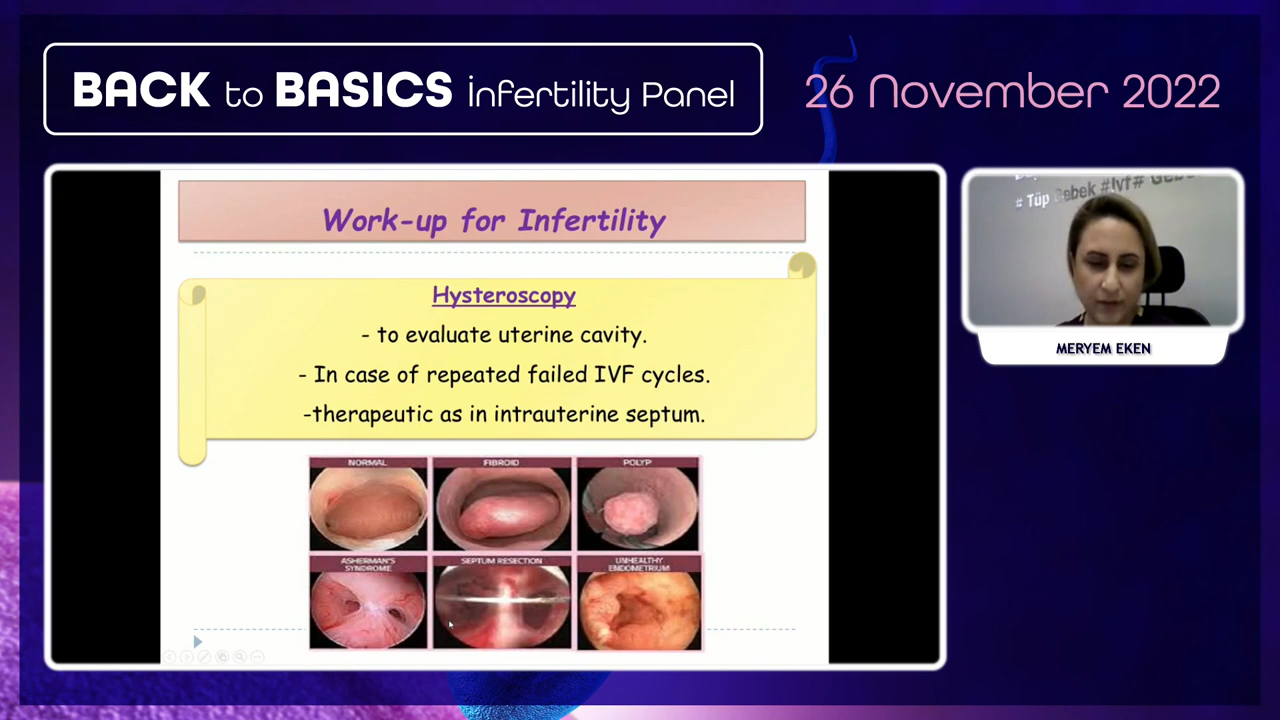 BACK to BASICS infertility Panel
26 November 2022
Work-up for Infertility
Hysteroscopy
- to evaluate uterine cavity.
- In case of repeated failed IVF cycles.
-therapeutic as in intrauterine septum.
NORMAL
FIBROID
POLYP
ASHERMAN'S
SYNDROME
SEPTUM RESECTION
UNHEALTHY
ENDOMETRIUM
# Tüp Bebek #Ivf# Gebe
MERYEM EKEN